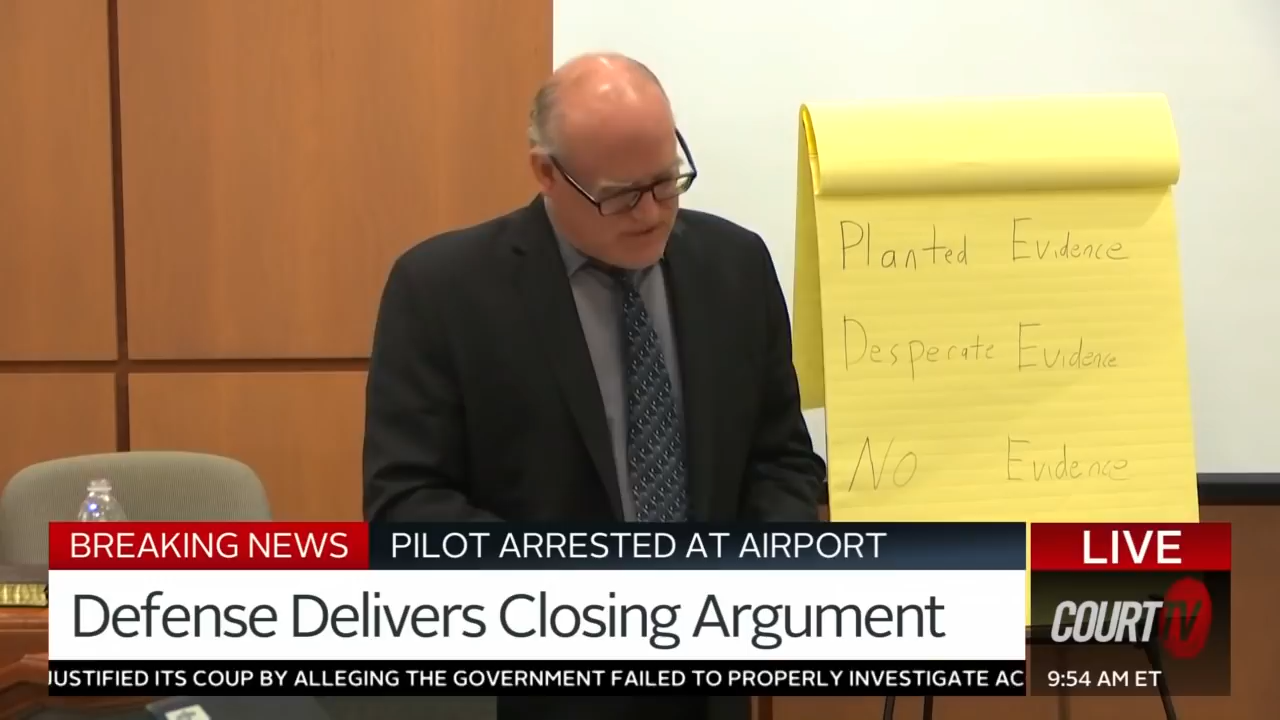 Planted Evidence
Desperate Evidence
No Evidence
BREAKING NEWS PILOT ARRESTED AT AIRPORT LIVE
Defense Delivers Closing Argument
COURT TV
JUSTIFIED ITS COUP BY ALLEGING THE GOVERNMENT FAILED TO PROPERLY INVESTIGATE AC
9:54 AM ET